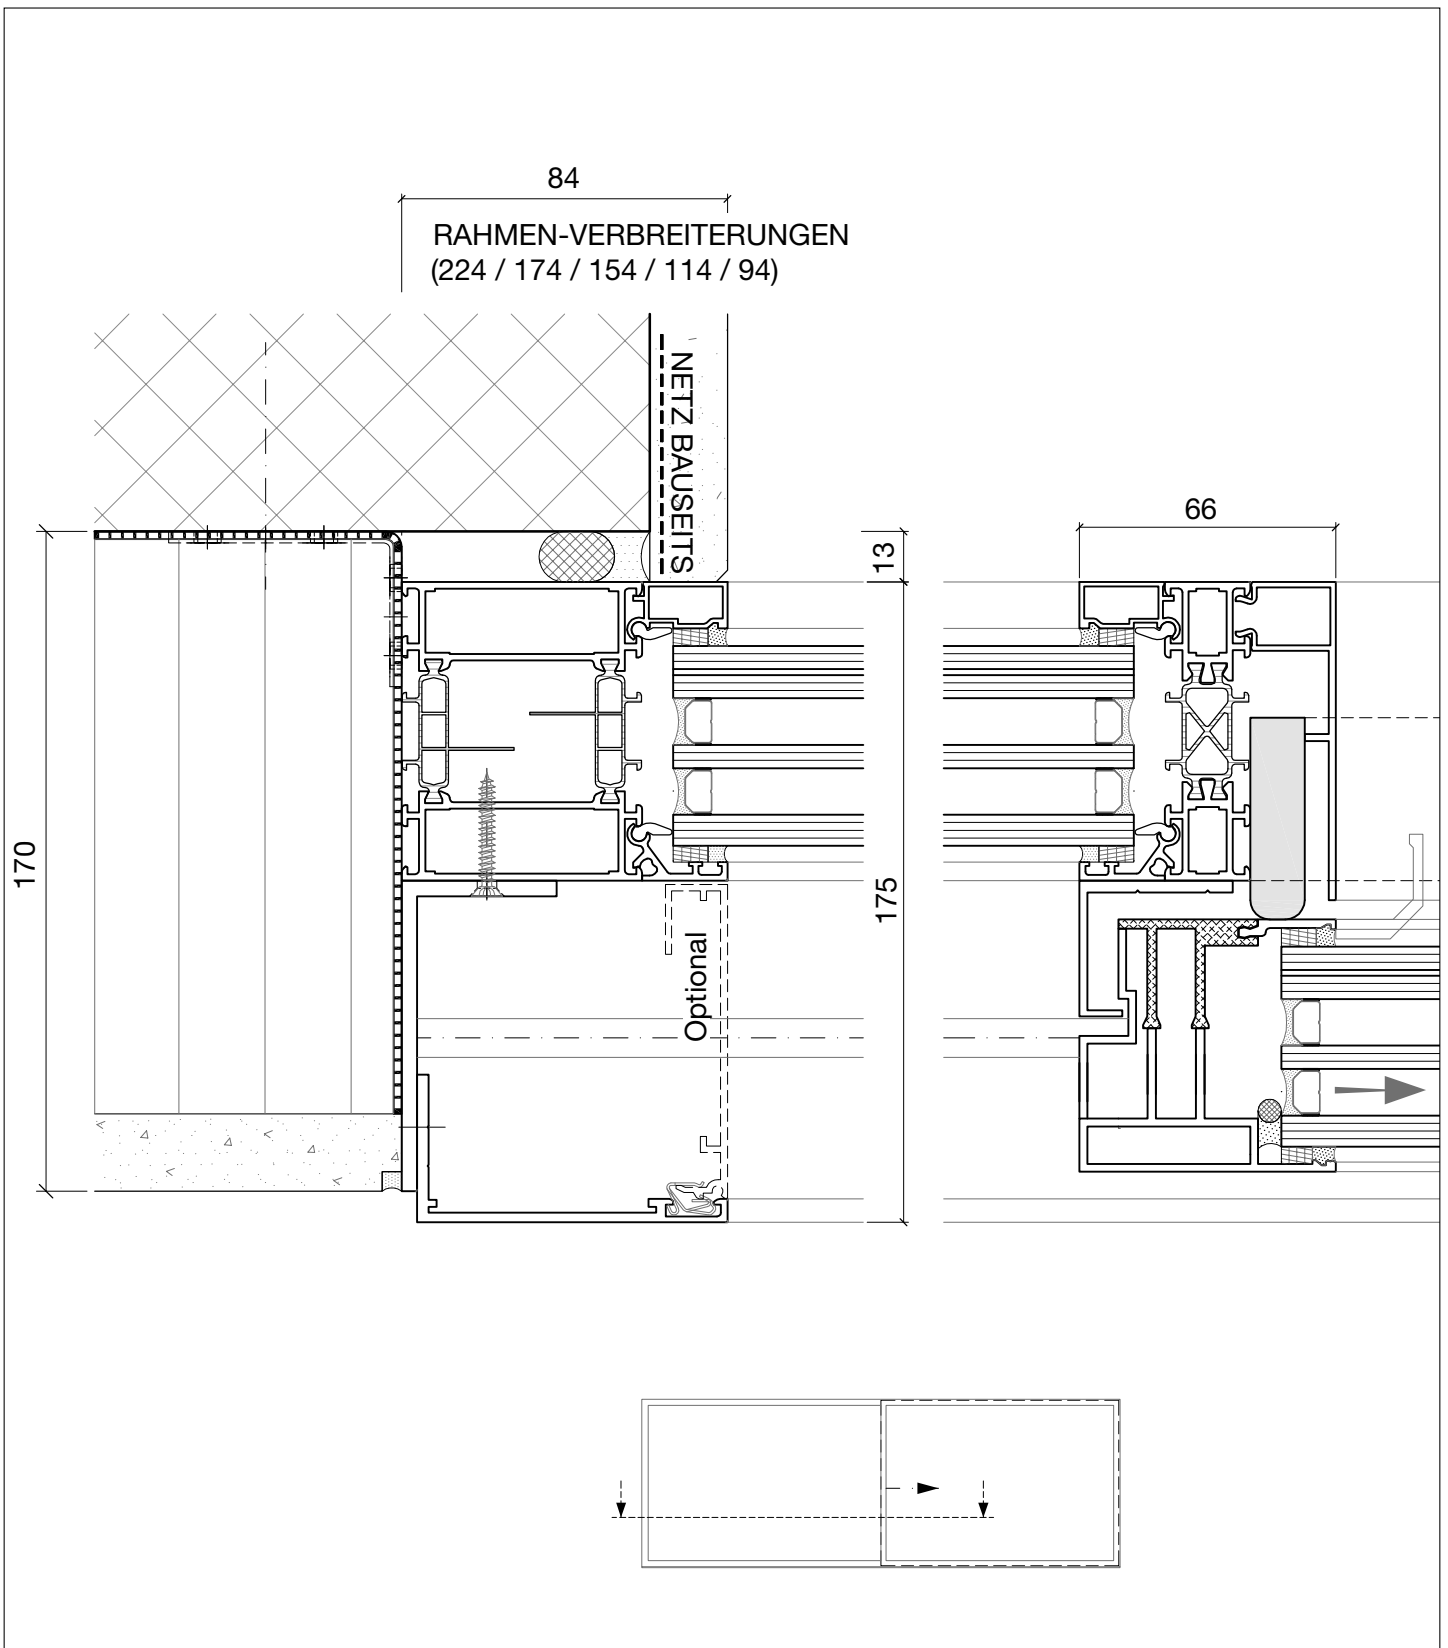 84
RAHMEN-VERBREITERUNGEN
(224 / 174 / 154 / 114 / 94)
NETZ BAUSEITS
66
13
170
175
Optional